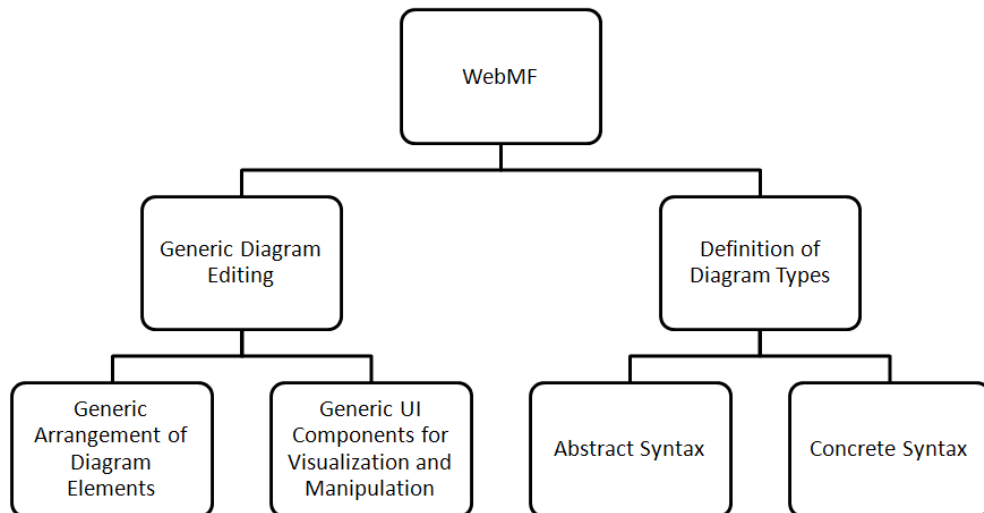 WebMF
Generic Diagram
Editing
Definition of
Diagram Types
Generic
Arrangement of
Diagram
Elements
Generic UI
Components for
Visualization and
Manipulation
Abstract Syntax
Concrete Syntax